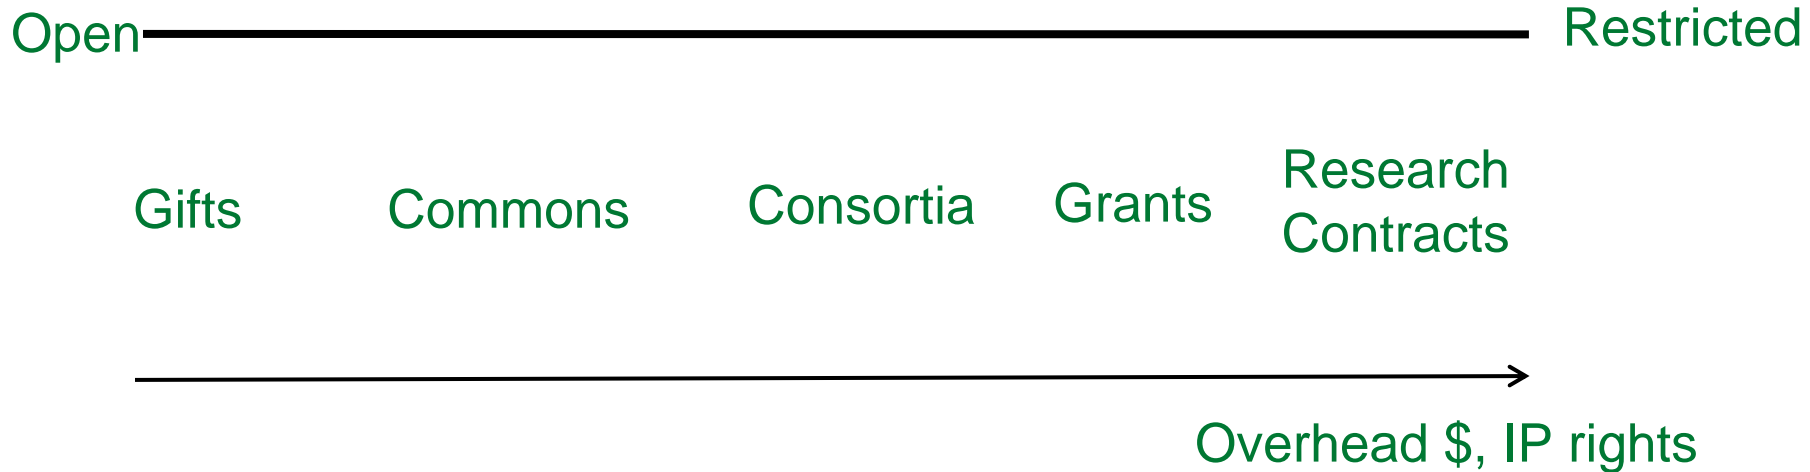 Open
Restricted
Gifts
Commons
Consortia
Grants
Research
Contracts
Overhead $, IP rights